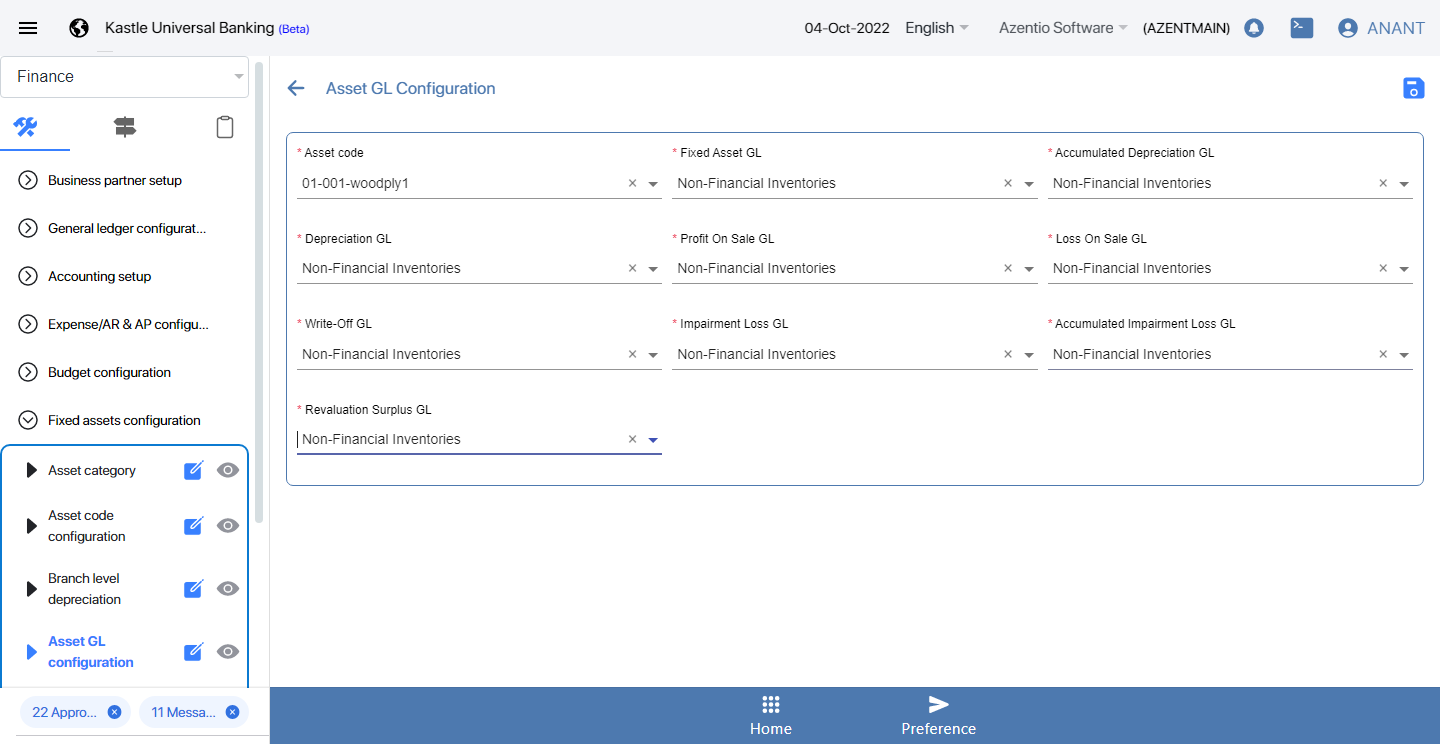 Kastle Universal Banking (Beta)
04-Oct-2022 English Azentio Software (AZENTMAIN) ANANT
Finance
Asset GL Configuration
Business partner setup
General ledger configurat...
Accounting setup
Expense/AR & AP configu...
Budget configuration
Fixed assets configuration
Asset category
Asset code
configuration
Branch level
depreciation
Asset GL
configuration
22 Appro... 11 Messa...
* Asset code * Fixed Asset GL * Accumulated Depreciation GL
01-001-woodply1 × Non-Financial Inventories × Non-Financial Inventories ×
* Depreciation GL * Profit On Sale GL * Loss On Sale GL
Non-Financial Inventories × Non-Financial Inventories × Non-Financial Inventories ×
* Write-Off GL * Impairment Loss GL * Accumulated Impairment Loss GL
Non-Financial Inventories × Non-Financial Inventories × Non-Financial Inventories ×
* Revaluation Surplus GL
Non-Financial Inventories ×
Home Preference